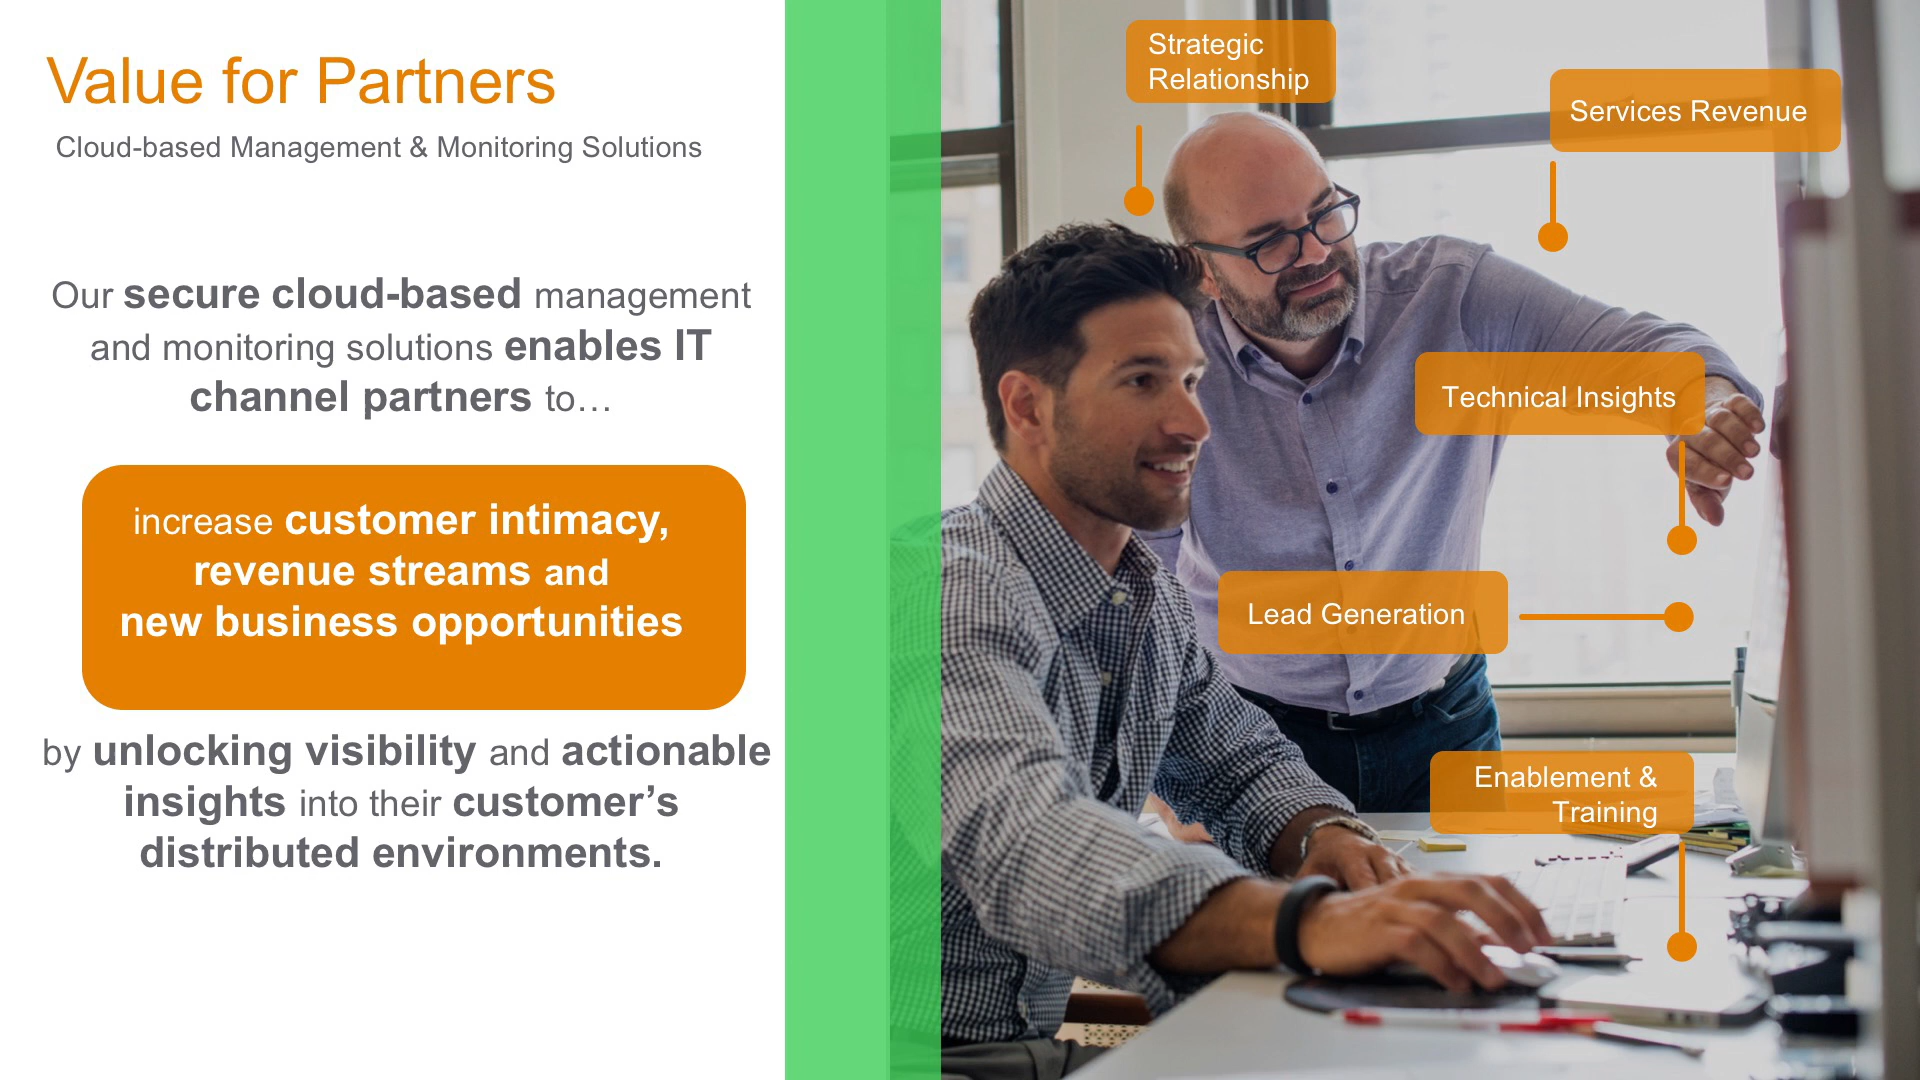 Value for Partners
Cloud-based Management & Monitoring Solutions
Our secure cloud-based management
and monitoring solutions enables IT
channel partners to…
increase customer intimacy,
revenue streams and
new business opportunities
by unlocking visibility and actionable
insights into their customer’s
distributed environments.
Strategic
Relationship
Services Revenue
Technical Insights
Lead Generation
Enablement &
Training